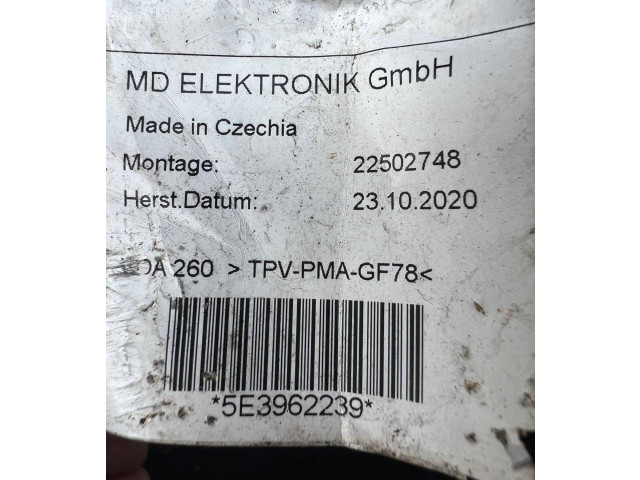 MD ELEKTRONIK GmbH
Made in Czechia
Montage: 22502748
Herst.Datum: 23.10.2020
260 > TPV-PMA-GF78<
*5E3962239*